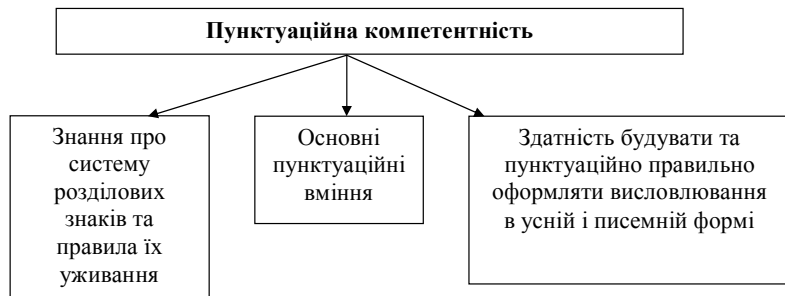 Пунктуаційна компетентність
Знання про
систему
розділових
знаків та
правила їх
уживання
Основні
пунктуаційні
вміння
Здатність будувати та
пунктуаційно правильно
оформляти висловлювання
в усній і писемній формі